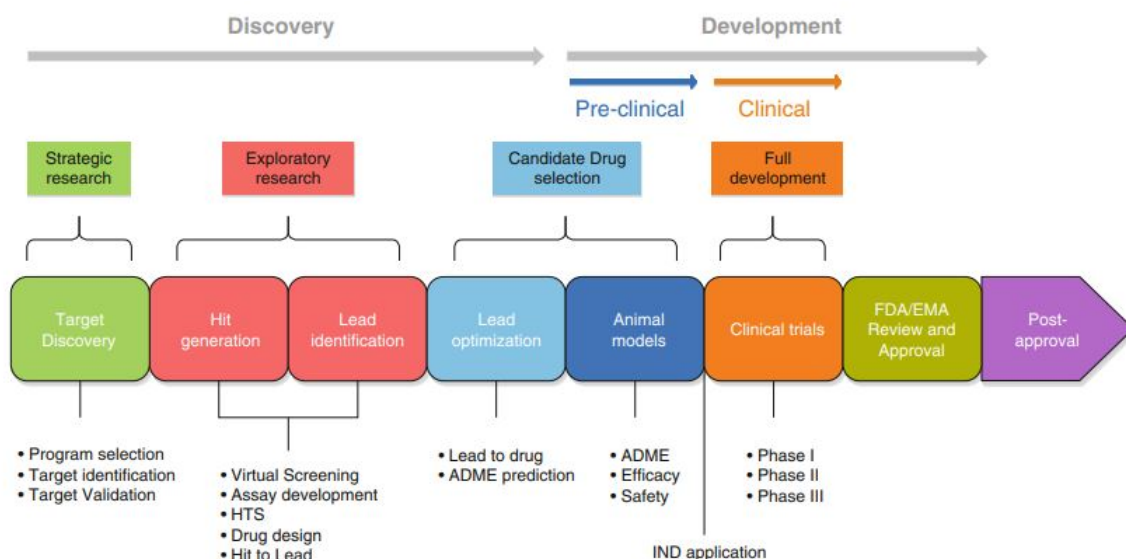 Discovery
Development
Pre-clinical
Clinical
Strategic
research
Exploratory
research
Candidate Drug
selection
Full
development
Target
Discovery
Hit
generation
Lead
identification
Lead
optimization
Animal
models
Clinical trials
FDA/EMA
Review and
Approval
Post-
approval
• Program selection
• Target identification
• Target Validation
• Virtual Screening
• Assay development
• HTS
• Drug design
• Hit to Lead
• Lead to drug
• ADME prediction
• ADME
• Efficacy
• Safety
• Phase I
• Phase II
• Phase III
IND application